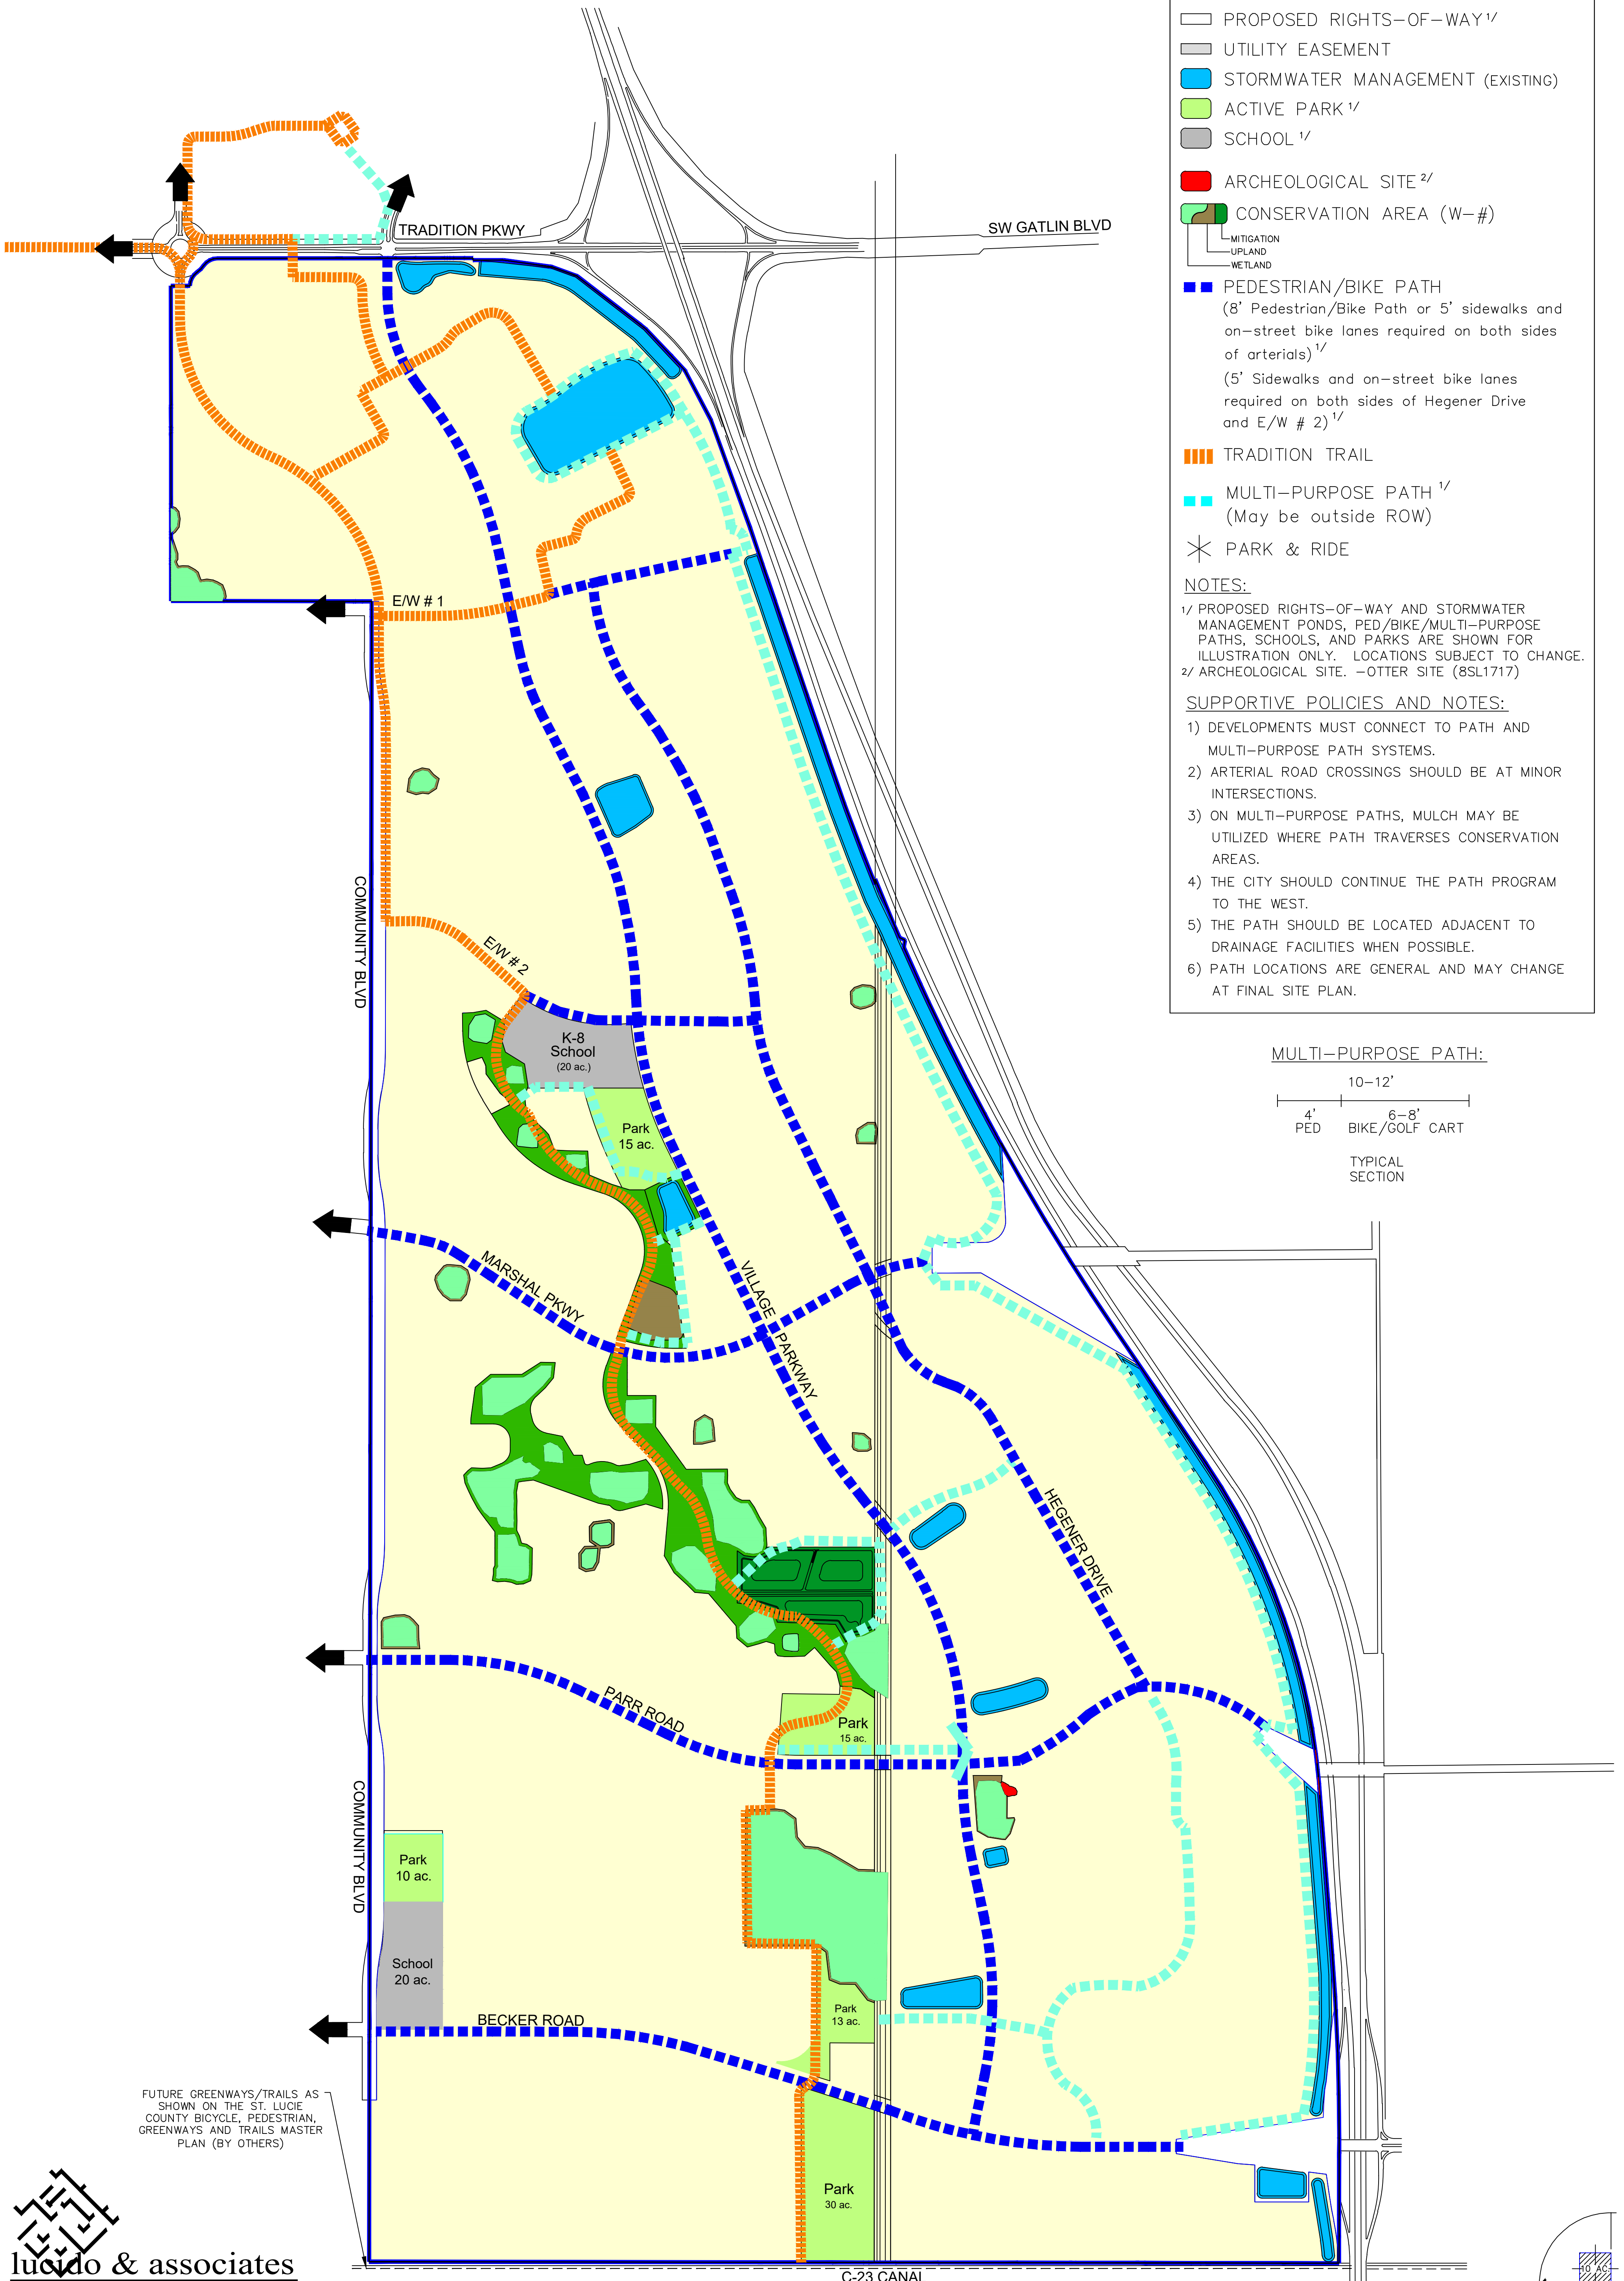 PROPOSED RIGHTS-OF-WAY 1/
UTILITY EASEMENT
STORMWATER MANAGEMENT (EXISTING)
ACTIVE PARK 1/
SCHOOL 1/
ARCHEOLOGICAL SITE 2/
CONSERVATION AREA (W-#)
MITIGATION
UPLAND
WETLAND
PEDESTRIAN/BIKE PATH
(8' Pedestrian/Bike Path or 5' sidewalks and
on-street bike lanes required on both sides
of arterials) 1/
(5' Sidewalks and on-street bike lanes
required on both sides of Hegener Drive
and E/W # 2) 1/
TRADITION TRAIL
MULTI-PURPOSE PATH 1/
(May be outside ROW)
PARK & RIDE
NOTES:
1/ PROPOSED RIGHTS-OF-WAY AND STORMWATER
MANAGEMENT PONDS, PED/BIKE/MULTI-PURPOSE
PATHS, SCHOOLS, AND PARKS ARE SHOWN FOR
ILLUSTRATION ONLY. LOCATIONS SUBJECT TO CHANGE.
2/ ARCHEOLOGICAL SITE. -OTTER SITE (8SL1717)
SUPPORTIVE POLICIES AND NOTES:
1) DEVELOPMENTS MUST CONNECT TO PATH AND
MULTI-PURPOSE PATH SYSTEMS.
2) ARTERIAL ROAD CROSSINGS SHOULD BE AT MINOR
INTERSECTIONS.
3) ON MULTI-PURPOSE PATHS, MULCH MAY BE
UTILIZED WHERE PATH TRAVERSES CONSERVATION
AREAS.
4) THE CITY SHOULD CONTINUE THE PATH PROGRAM
TO THE WEST.
5) THE PATH SHOULD BE LOCATED ADJACENT TO
DRAINAGE FACILITIES WHEN POSSIBLE.
6) PATH LOCATIONS ARE GENERAL AND MAY CHANGE
AT FINAL SITE PLAN.
MULTI-PURPOSE PATH:
10-12'
4' 6-8'
PED BIKE/GOLF CART
TYPICAL
SECTION
TRADITION PKWY
SW GATLIN BLVD
E/W # 1
COMMUNITY BLVD
E/W # 2
K-8
School
(20 ac.)
Park
15 ac.
MARSHAL PKWY
VILLAGE PARKWAY
HEGENER DRIVE
PARR ROAD
Park
15 ac.
COMMUNITY BLVD
Park
10 ac.
School
20 ac.
Park
13 ac.
BECKER ROAD
Park
30 ac.
FUTURE GREENWAYS/TRAILS AS
SHOWN ON THE ST. LUCIE
COUNTY BICYCLE, PEDESTRIAN,
GREENWAYS AND TRAILS MASTER
PLAN (BY OTHERS)
lucido & associates
C-23 CANAL
10 AC.